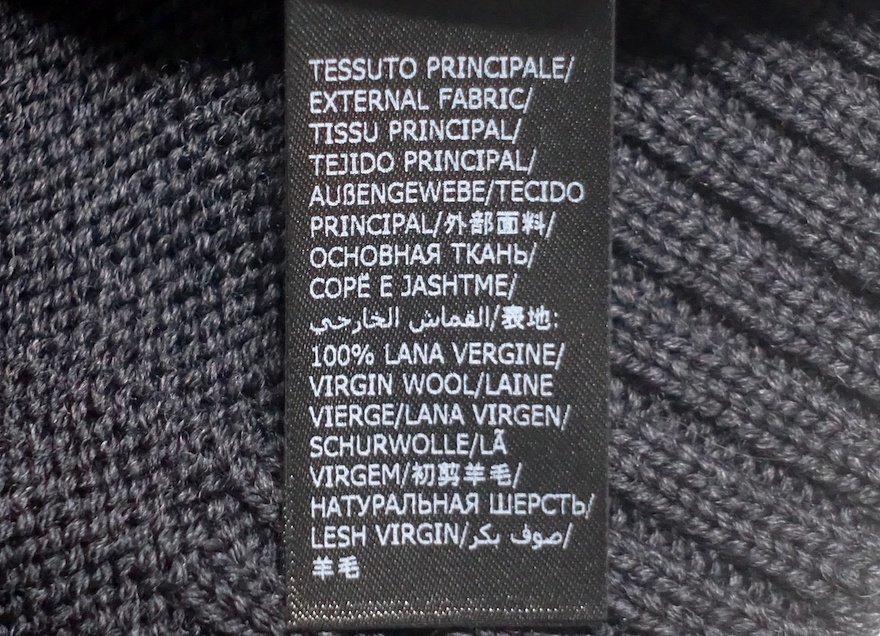 TESSUTO PRINCIPALE/
EXTERNAL FABRIC/
TISSU PRINCIPAL/
TEJIDO PRINCIPAL/
AUßENGEWEBE/TECIDO
PRINCIPAL/外部面料/
ОСНОВНАЯ ТКАНЬ/
COPË E JASHTME/
القماش الخارجي/表地:
100% LANA VERGINE/
VIRGIN WOOL/LAINE
VIERGE/LANA VIRGEN/
SCHURWOLLE/LÃ
VIRGEM/初剪羊毛/
НАТУРАЛЬНАЯ ШЕРСТЬ/
LESH VIRGIN/صوف بكر/
羊毛